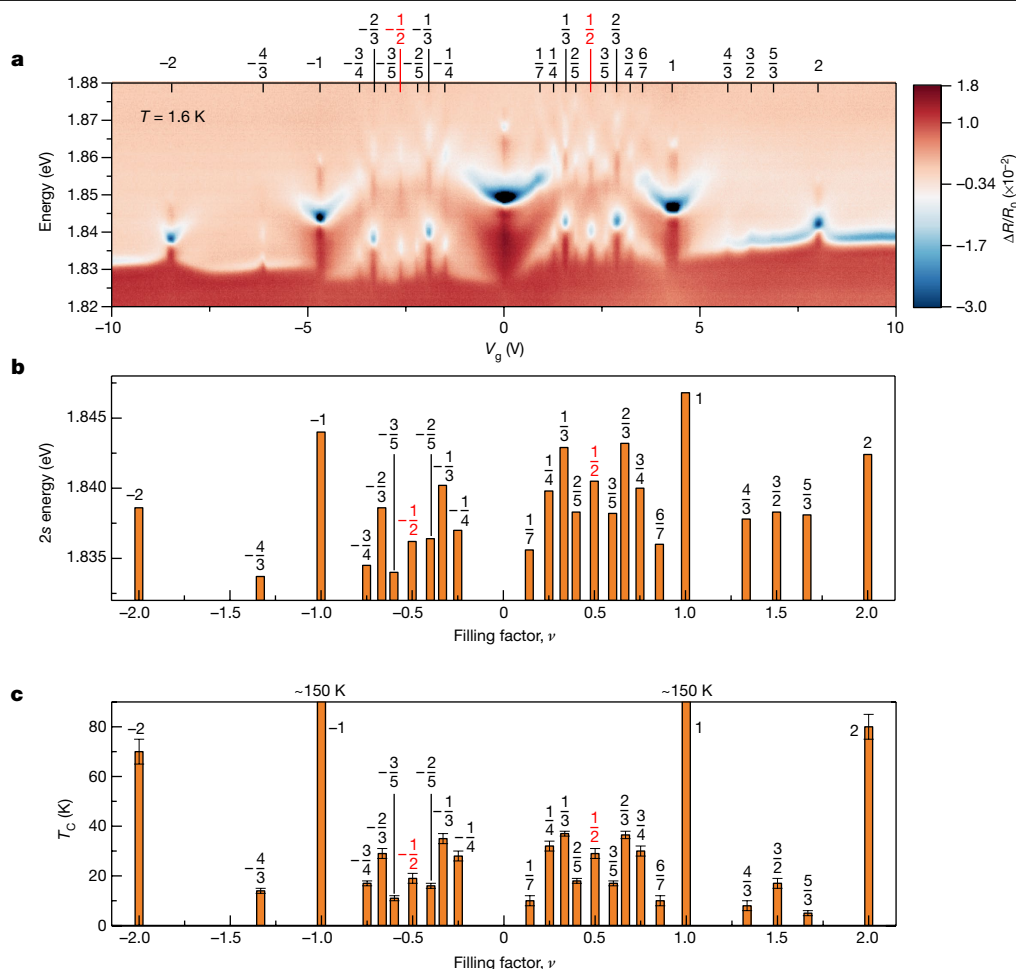 a
−2 −4/3 −1 −3/4 −2/3 −3/5 −1/2 −2/5 −1/3 −1/4 1/7 1/4 1/3 2/5 1/2 3/5 2/3 3/4 6/7 1 4/3 3/2 5/3 2
T = 1.6 K
Energy (eV)
1.88
1.87
1.86
1.85
1.84
1.83
1.82
−10 −5 0 5 10
V_g (V)
1.8
1.0
−0.34
−1.7
−3.0
ΔR/R_0 (×10⁻²)
b
2s energy (eV)
1.845
1.840
1.835
−2 −4/3 −1 −3/4 −2/3 −3/5 −1/2 −2/5 −1/3 −1/4 1/7 1/4 1/3 2/5 1/2 3/5 2/3 3/4 6/7 1 4/3 3/2 5/3 2
−2.0 −1.5 −1.0 −0.5 0 0.5 1.0 1.5 2.0
Filling factor, ν
c
~150 K ~150 K
T_C (K)
80
60
40
20
0
−2 −4/3 −1 −3/4 −2/3 −3/5 −1/2 −2/5 −1/3 −1/4 1/7 1/4 1/3 2/5 1/2 3/5 2/3 3/4 6/7 1 4/3 3/2 5/3 2
−2.0 −1.5 −1.0 −0.5 0 0.5 1.0 1.5 2.0
Filling factor, ν